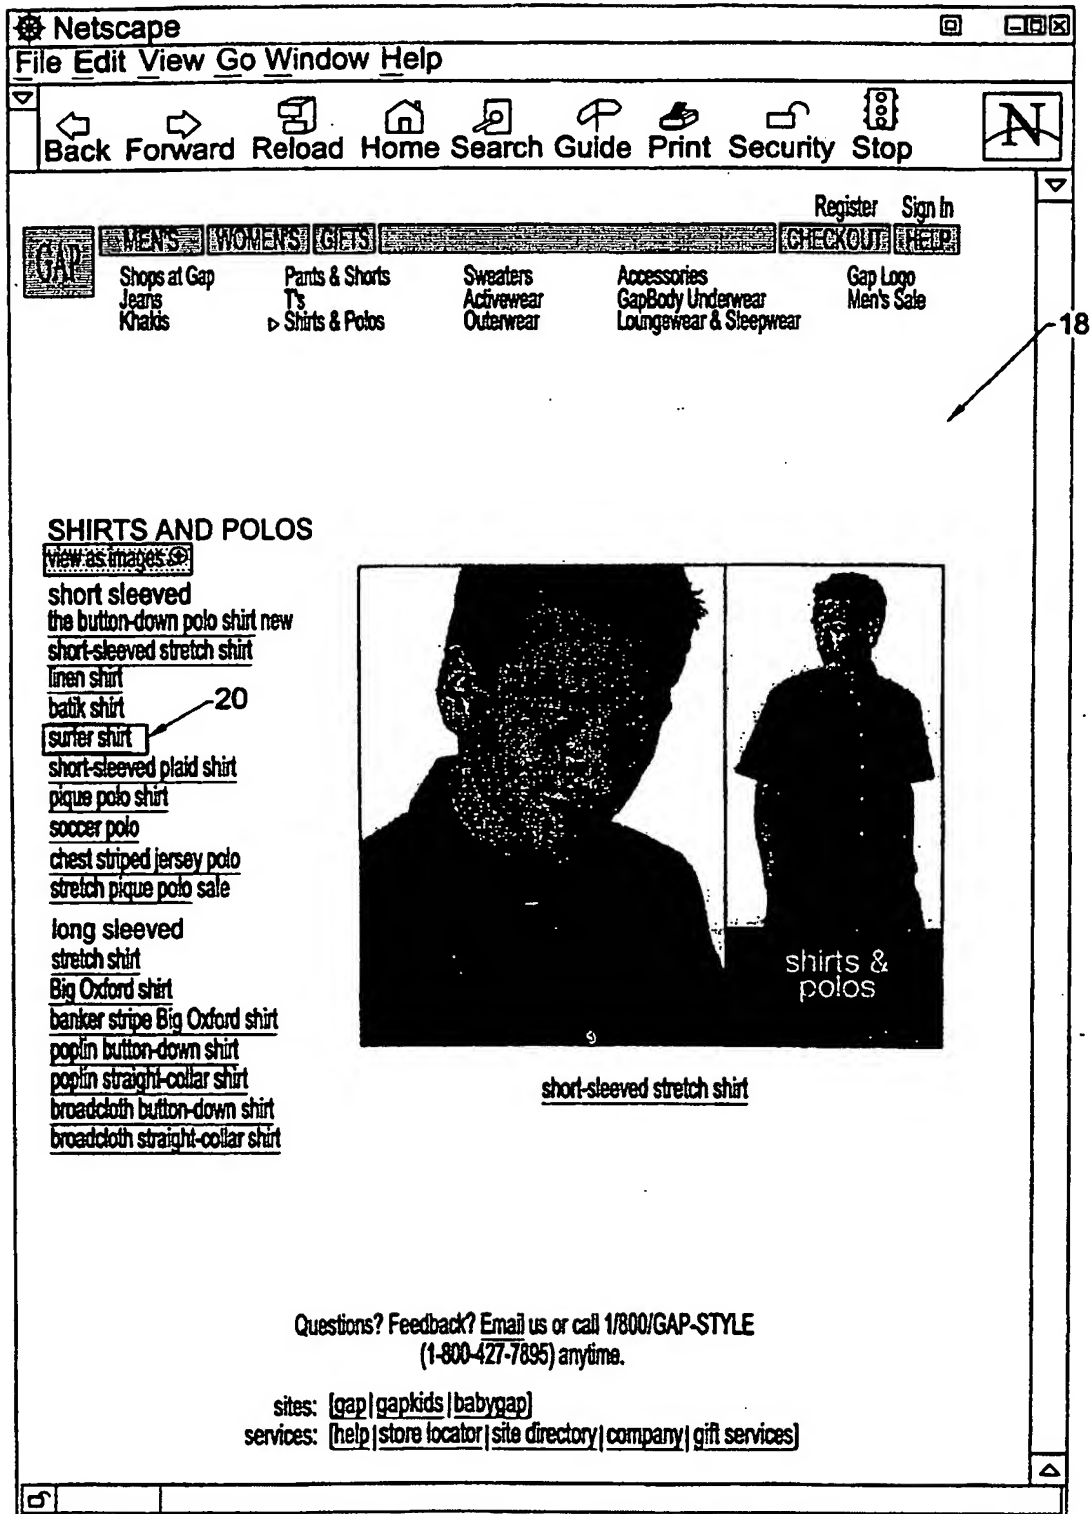 Netscape
File Edit View Go Window Help
Back Forward Reload Home Search Guide Print Security Stop
N
Register Sign In
GAP MEN'S WOMEN'S GIFTS CHECKOUT HELP
Shops at Gap Pants & Shorts Sweaters Accessories Gap Logo
Jeans T's Activewear GapBody Underwear Men's Sale
Khakis ▷ Shirts & Polos Outerwear Loungewear & Sleepwear
18
SHIRTS AND POLOS
view as images
short sleeved
the button-down polo shirt new
short-sleeved stretch shirt
linen shirt
batik shirt
20
surfer shirt
short-sleeved plaid shirt
pique polo shirt
soccer polo
chest striped jersey polo
stretch pique polo sale
long sleeved
stretch shirt
Big Oxford shirt
banker stripe Big Oxford shirt
poplin button-down shirt
poplin straight-collar shirt
broadcloth button-down shirt
broadcloth straight-collar shirt
shirts &
polos
short-sleeved stretch shirt
Questions? Feedback? Email us or call 1/800/GAP-STYLE
(1-800-427-7895) anytime.
sites: [gap|gapkids|babygap]
services: [help|store locator|site directory|company|gift services]